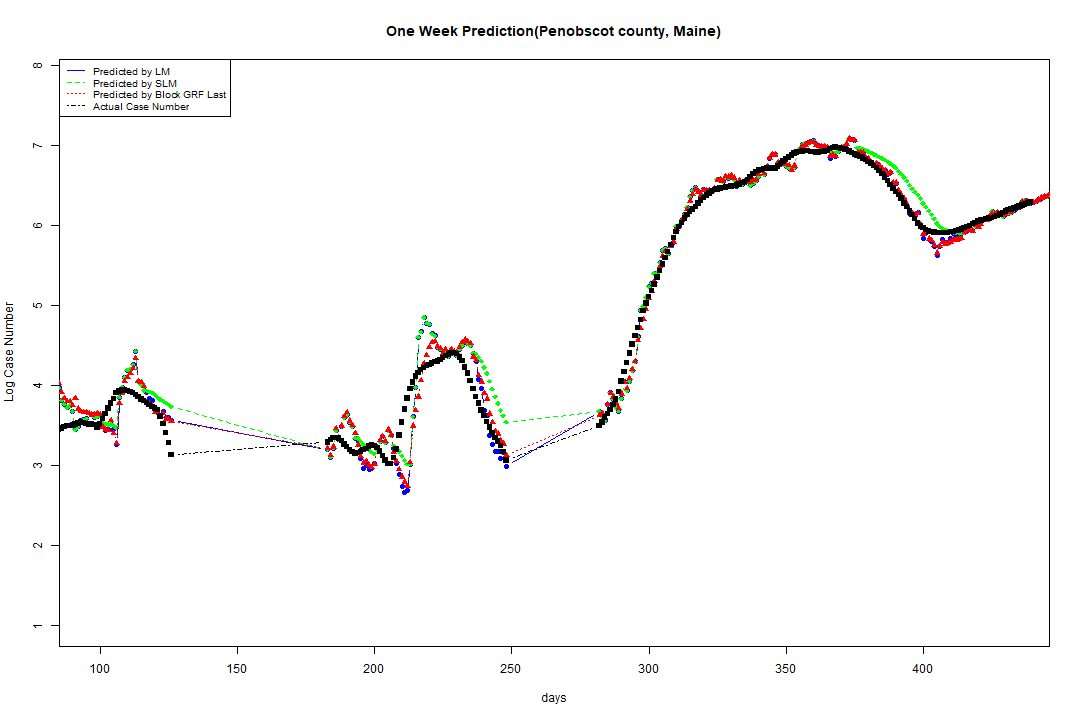 One Week Prediction(Penobscot county, Maine)
Predicted by LM
Predicted by SLM
Predicted by Block GRF Last
Actual Case Number
8
7
6
5
4
3
2
1
Log Case Number
100 150 200 250 300 350 400
days